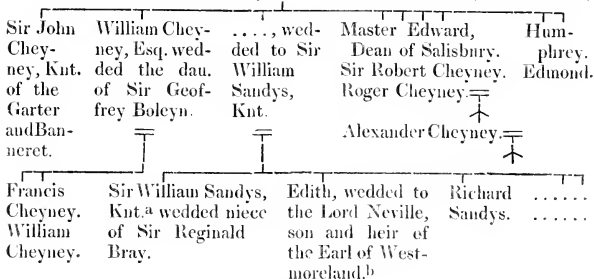 Sir John
Chey-
ney, Knt.
of the
Garter
and Ban-
neret.
William Chey-
ney, Esq. wed-
ded the dau.
of Sir Geof-
frey Boleyn.
...., wed-
ded to Sir
William
Sandys,
Knt.
Master Edward,
Dean of Salisbury.
Sir Robert Cheyney.
Roger Cheyney.
Alexander Cheyney.
Hum-
phrey.
Edmond.
Francis
Cheyney.
William
Cheyney.
Sir William Sandys,
Knt.a wedded niece
of Sir Reginald
Bray.
Edith, wedded to
the Lord Neville,
son and heir of
the Earl of West-
moreland.b
Richard
Sandys.
......
......